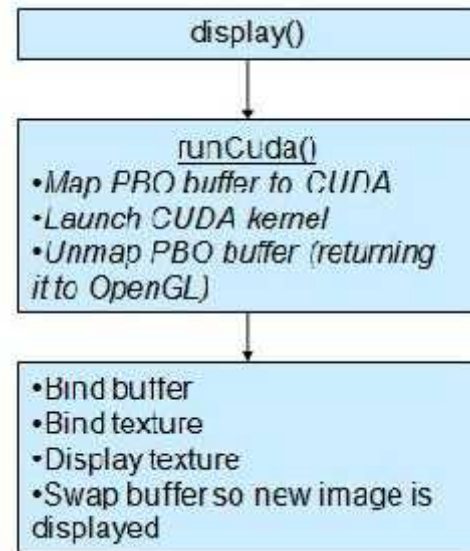 display()
runCuda()
•Map PBO buffer to CUDA
•Launch CUDA kernel
•Unmap PBO buffer (returning
it to OpenGL)
•Bind buffer
•Bind texture
•Display texture
•Swap buffer so new image is
displayed